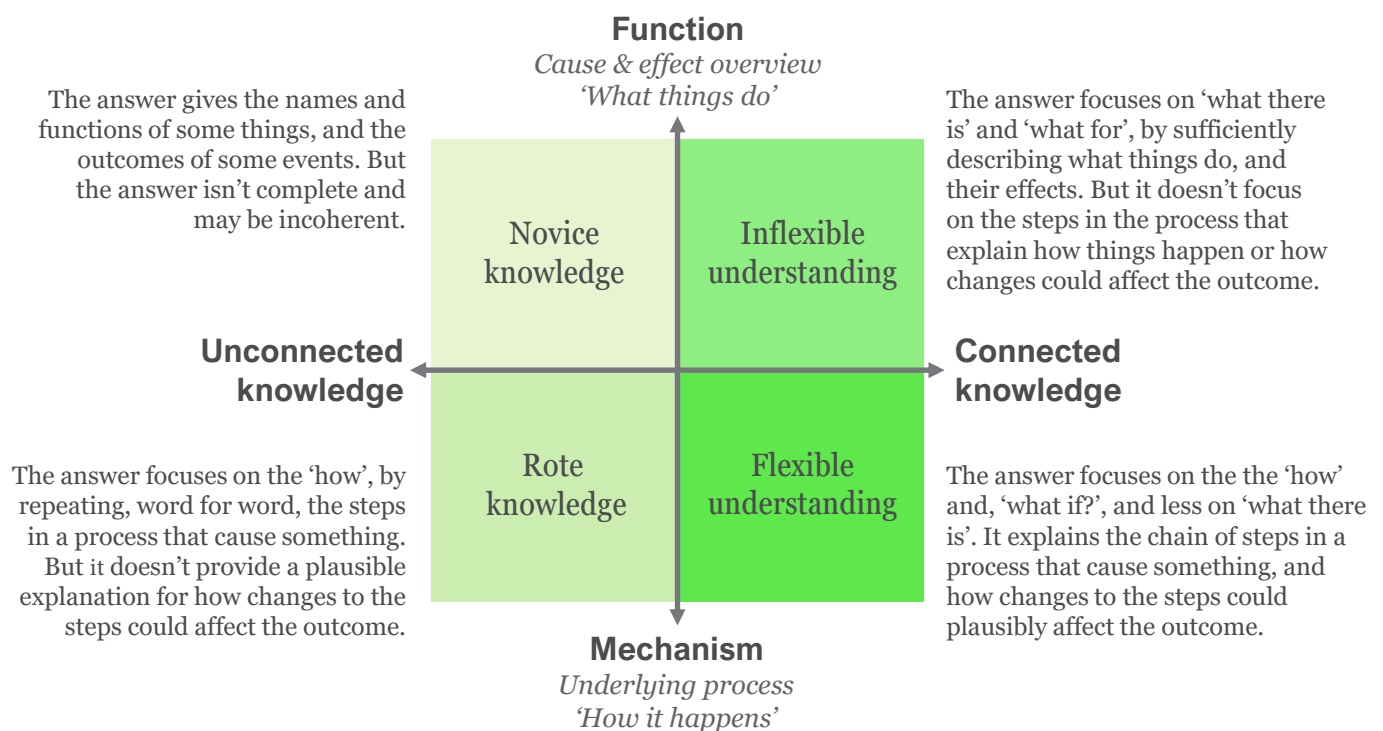 Function
Cause & effect overview
‘What things do’
The answer gives the names and
functions of some things, and the
outcomes of some events. But
the answer isn’t complete and
may be incoherent.
Novice
knowledge
Inflexible
understanding
The answer focuses on ‘what there
is’ and ‘what for’, by sufficiently
describing what things do, and
their effects. But it doesn’t focus
on the steps in the process that
explain how things happen or how
changes could affect the outcome.
Unconnected
knowledge
Connected
knowledge
The answer focuses on the ‘how’, by
repeating, word for word, the steps
in a process that cause something.
But it doesn’t provide a plausible
explanation for how changes to the
steps could affect the outcome.
Rote
knowledge
Flexible
understanding
The answer focuses on the the ‘how’
and, ‘what if?’, and less on ‘what there
is’. It explains the chain of steps in a
process that cause something, and
how changes to the steps could
plausibly affect the outcome.
Mechanism
Underlying process
‘How it happens’